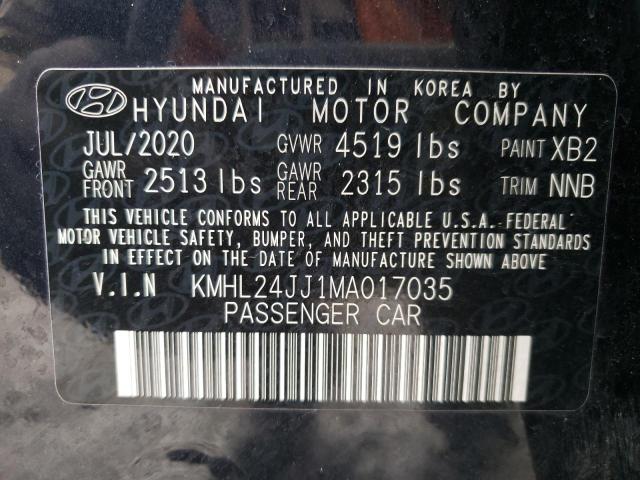 MANUFACTURED IN KOREA BY
HYUNDAI MOTOR COMPANY
JUL/2020 GVWR 4519 lbs PAINT XB2
GAWR FRONT 2513 lbs GAWR REAR 2315 lbs TRIM NNB
THIS VEHICLE CONFORMS TO ALL APPLICABLE U.S.A. FEDERAL
MOTOR VEHICLE SAFETY, BUMPER, AND THEFT PREVENTION STANDARDS
IN EFFECT ON THE DATE OF MANUFACTURE SHOWN ABOVE.
V.I.N KMHL24JJ1MA017035
PASSENGER CAR